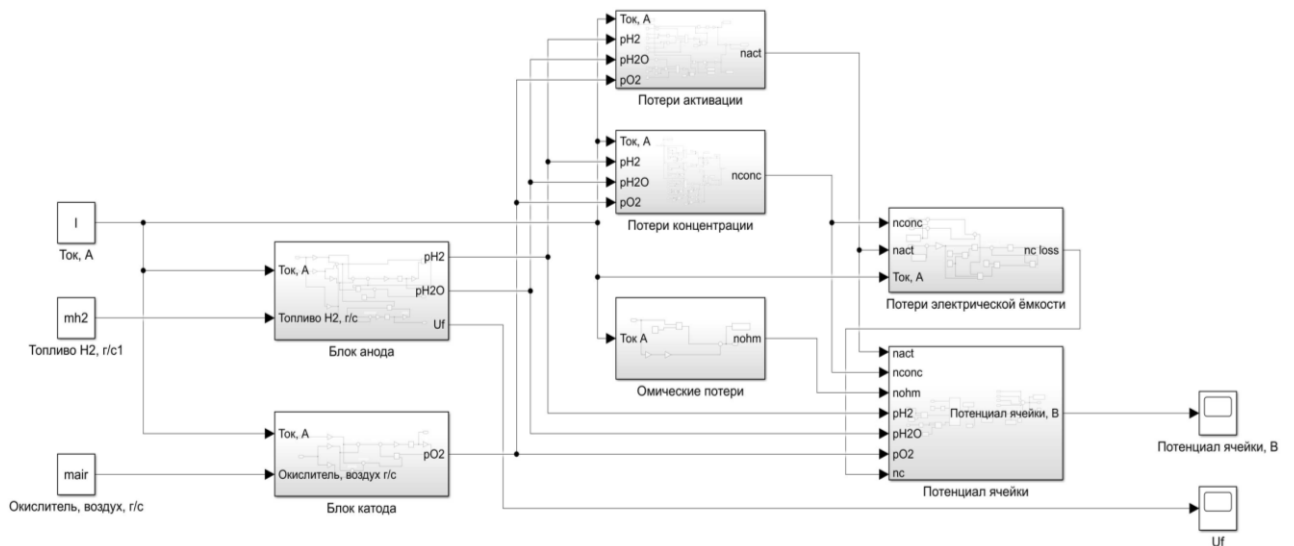 Ток, А
pH2
pH2O
pO2
nact
Потери активации
Ток, А
pH2
pH2O
pO2
nconc
Потери концентрации
I
Ток, А
mh2
Топливо H2, г/с1
mair
Окислитель, воздух, г/с
Ток, А
Топливо H2, г/с
pH2
pH2O
Uf
Блок анода
Ток, А
Окислитель, воздух г/с
pO2
Блок катода
Ток А
nohm
Омические потери
nconc
nact
Ток, А
nc loss
Потери электрической ёмкости
nact
nconc
nohm
pH2
pH2O
pO2
nc
Потенциал ячейки, В
Потенциал ячейки
Потенциал ячейки, В
Uf